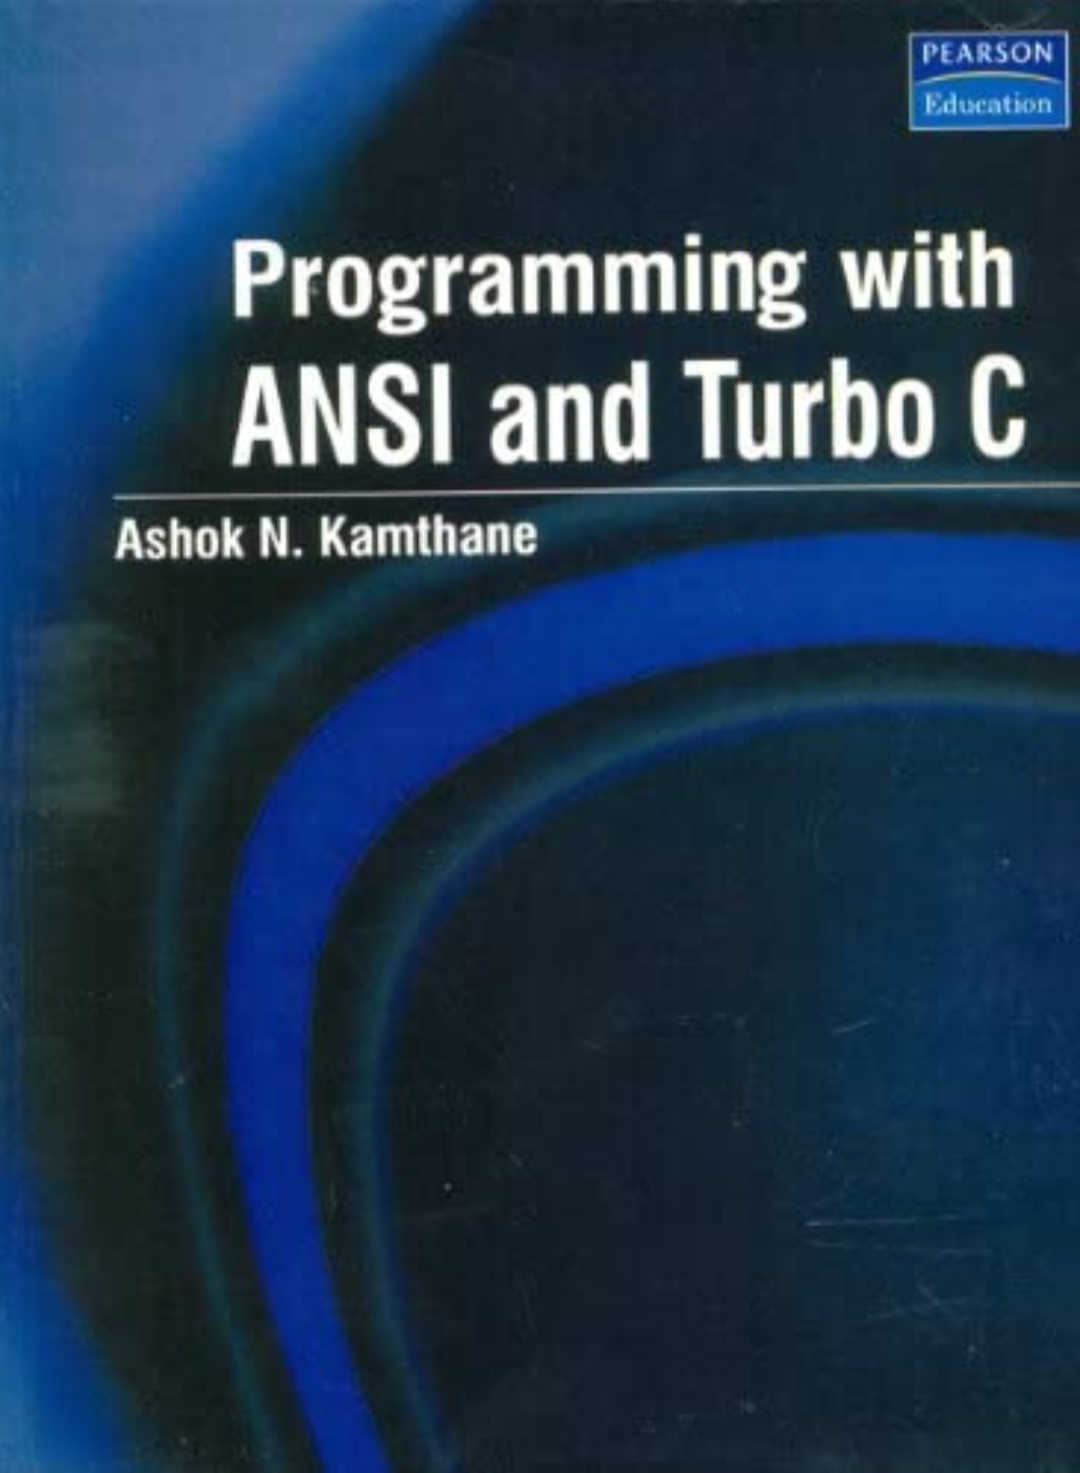 PEARSON
Education
Programming with
ANSI and Turbo C
Ashok N. Kamthane